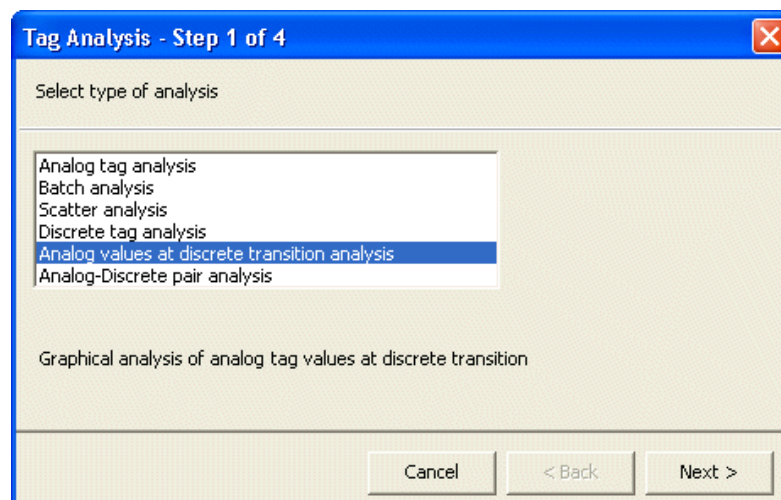 Tag Analysis - Step 1 of 4
Select type of analysis
Analog tag analysis
Batch analysis
Scatter analysis
Discrete tag analysis
Analog values at discrete transition analysis
Analog-Discrete pair analysis
Graphical analysis of analog tag values at discrete transition
Cancel
< Back
Next >